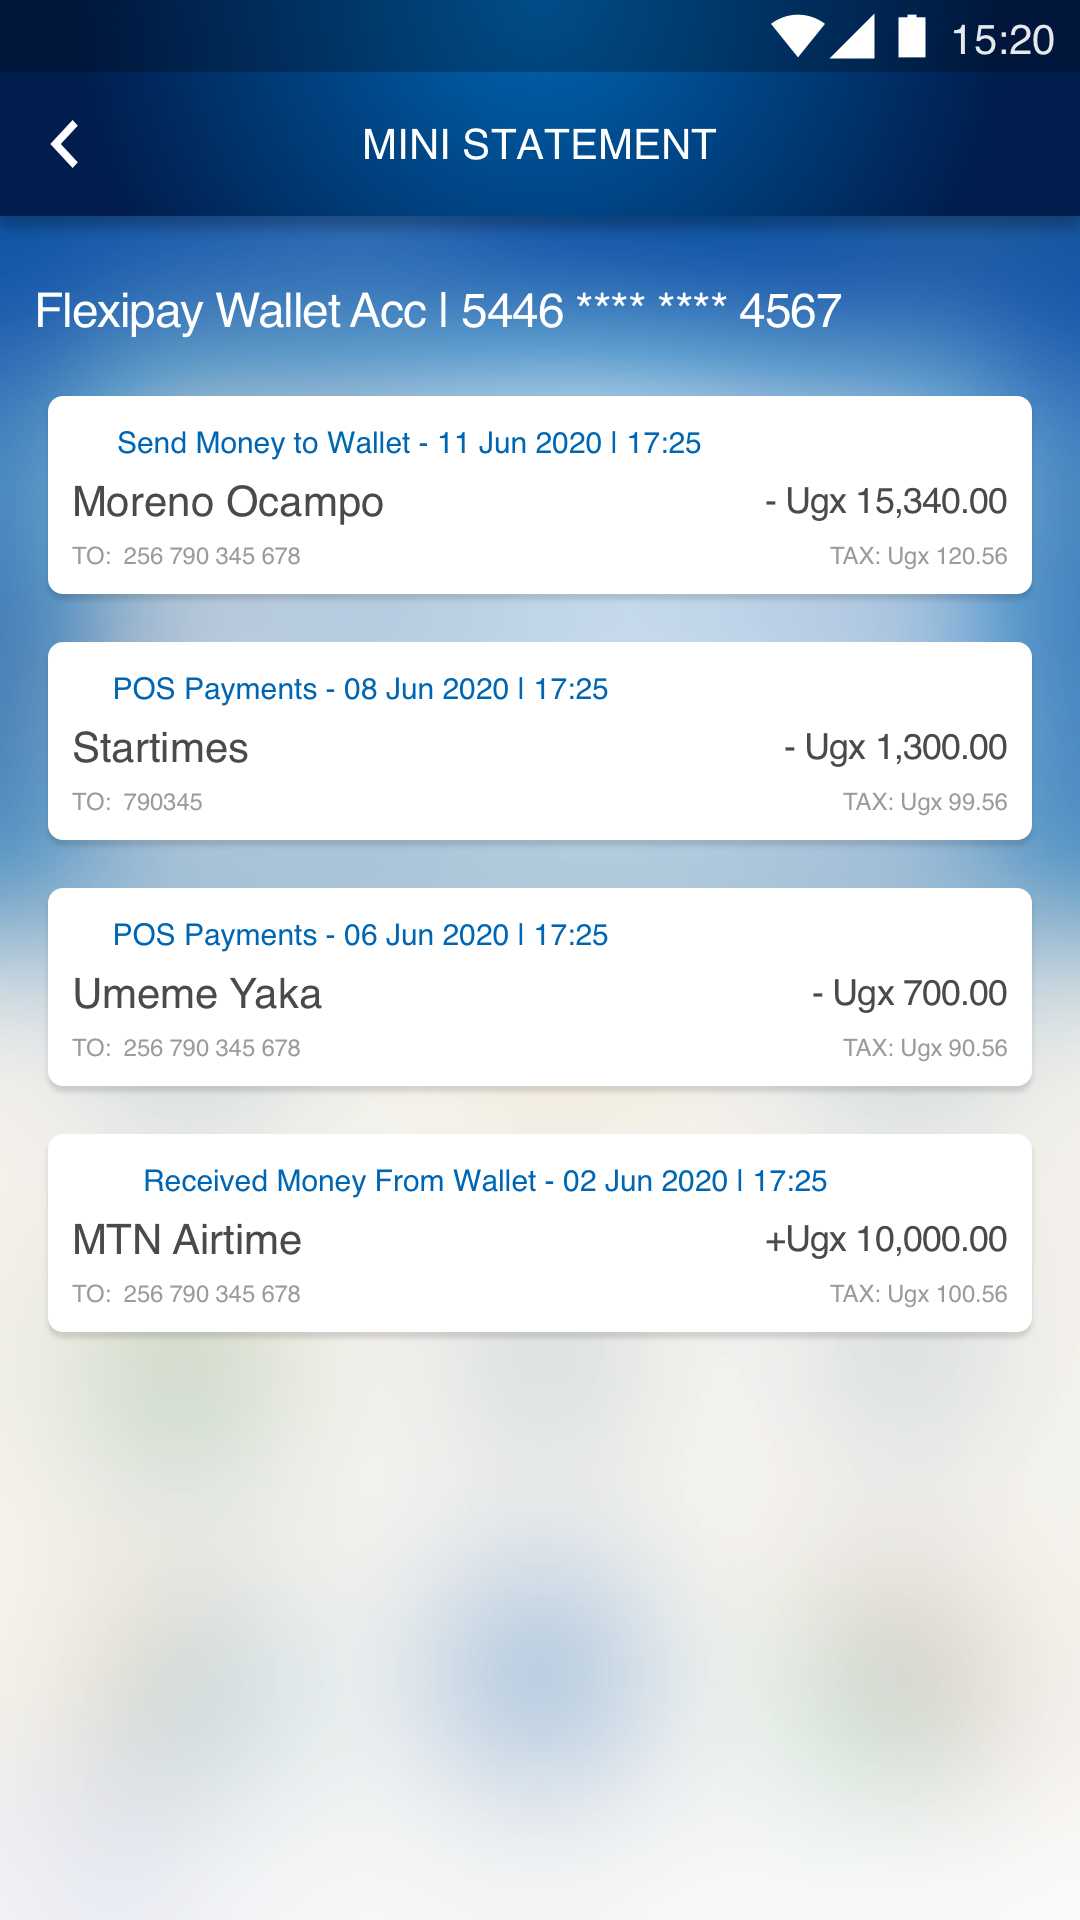 15:20
MINI STATEMENT
Flexipay Wallet Acc | 5446 **** **** 4567
Send Money to Wallet - 11 Jun 2020 | 17:25
Moreno Ocampo - Ugx 15,340.00
TO: 256 790 345 678 TAX: Ugx 120.56
POS Payments - 08 Jun 2020 | 17:25
Startimes - Ugx 1,300.00
TO: 790345 TAX: Ugx 99.56
POS Payments - 06 Jun 2020 | 17:25
Umeme Yaka - Ugx 700.00
TO: 256 790 345 678 TAX: Ugx 90.56
Received Money From Wallet - 02 Jun 2020 | 17:25
MTN Airtime +Ugx 10,000.00
TO: 256 790 345 678 TAX: Ugx 100.56